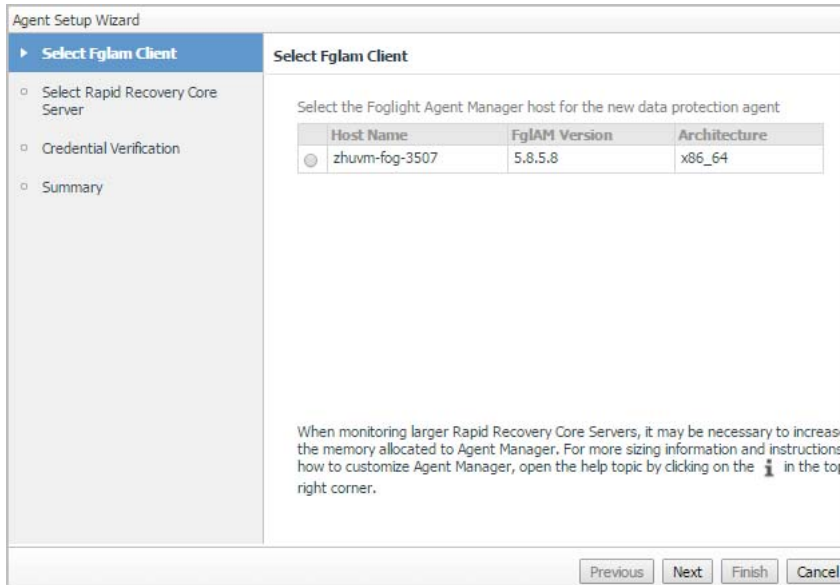 Agent Setup Wizard
Select Fglam Client
Select Rapid Recovery Core
Server
Credential Verification
Summary
Select Fglam Client
Select the Foglight Agent Manager host for the new data protection agent
Host Name FglAM Version Architecture
zhuvm-fog-3507 5.8.5.8 x86_64
When monitoring larger Rapid Recovery Core Servers, it may be necessary to increase
the memory allocated to Agent Manager. For more sizing information and instructions
how to customize Agent Manager, open the help topic by clicking on the i in the top
right corner.
Previous Next Finish Cancel